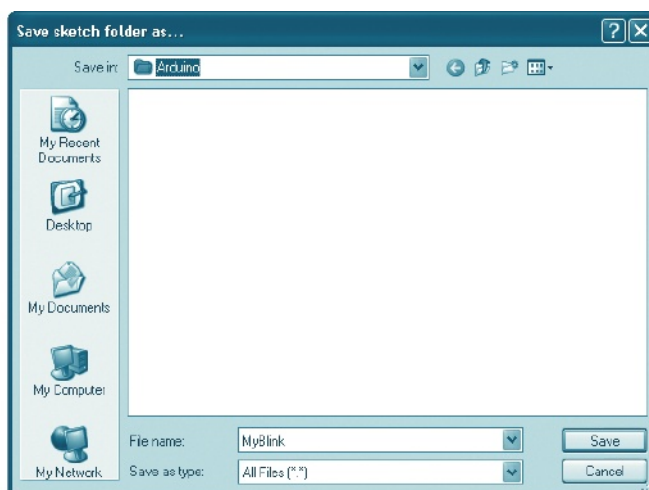 Save sketch folder as...
Save in:
Arduino
My Recent
Documents
Desktop
My Documents
My Computer
My Network
File name:
MyBlink
Save
Save as type:
All Files (*.*)
Cancel